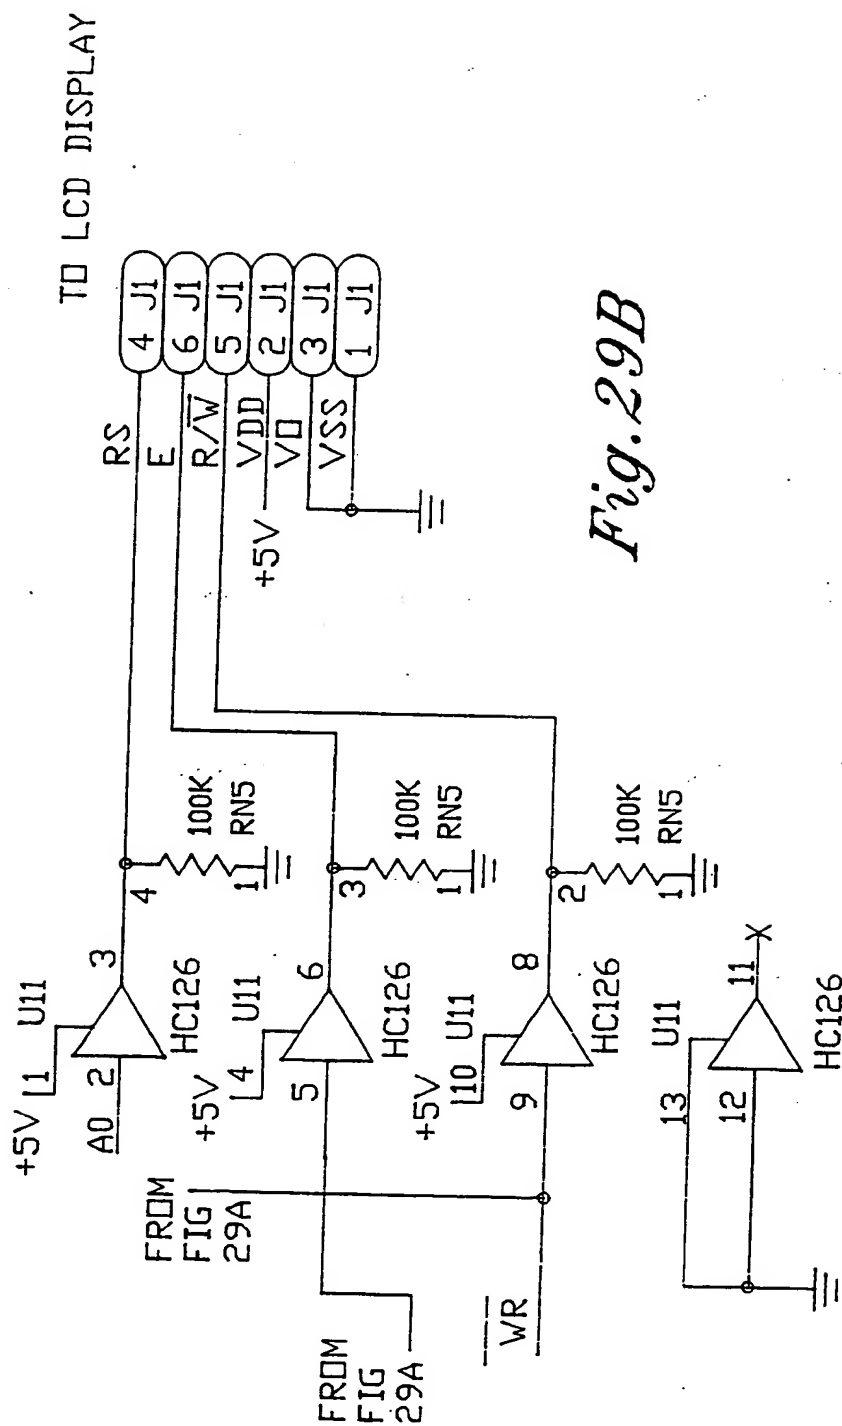 TO LCD DISPLAY
RS
4 J1
E
6 J1
R/W̅
5 J1
VDD
2 J1
+5V
VO
3 J1
VSS
1 J1
+5V
1
U11
A0
2
3
HC126
4
100K
RN5
1
+5V
4
U11
5
6
HC126
3
100K
RN5
1
FROM
FIG
29A
+5V
10
U11
9
8
HC126
2
100K
RN5
1
FROM
FIG
29A
W̅R̅
13
U11
12
11
X
HC126
Fig.29B